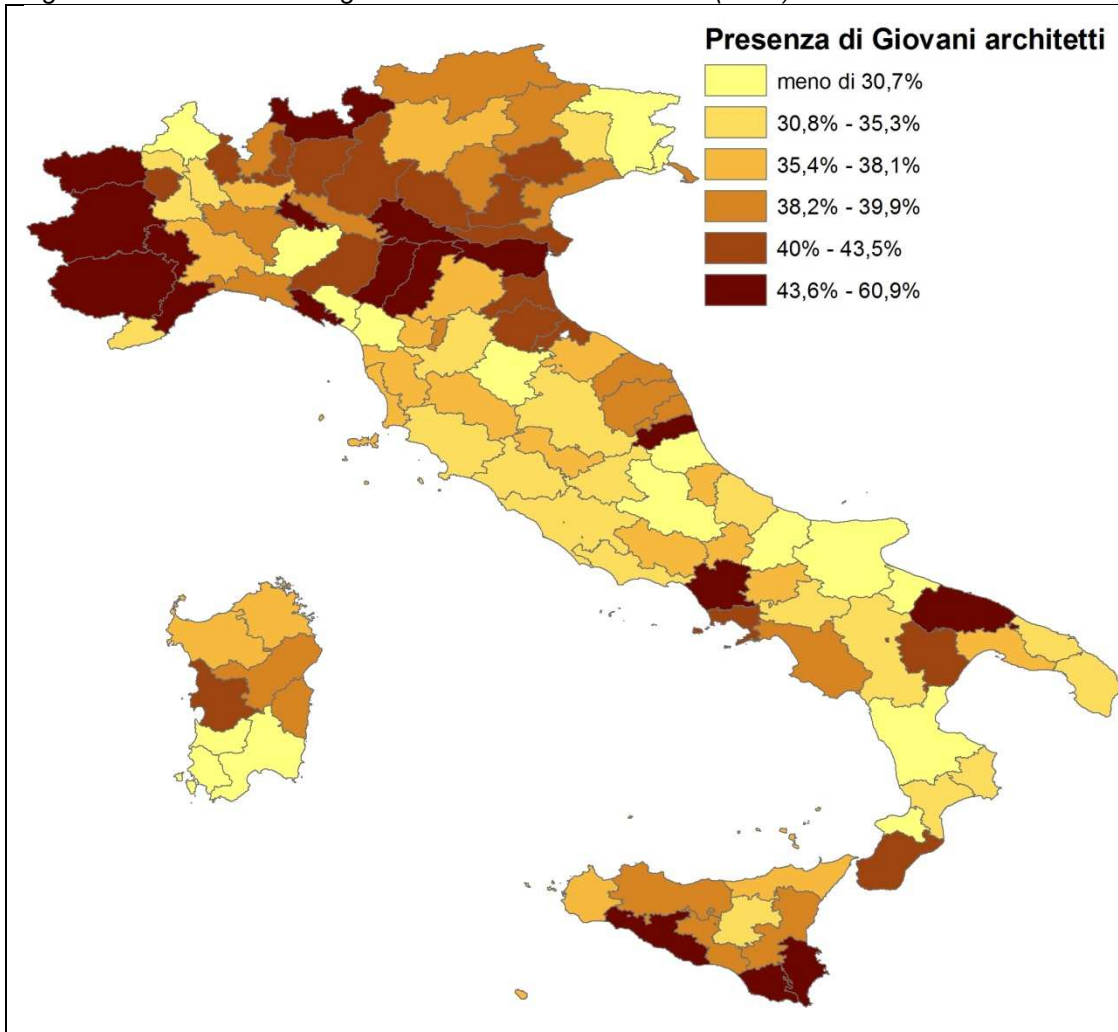 Presenza di Giovani architetti
meno di 30,7%
30,8% - 35,3%
35,4% - 38,1%
38,2% - 39,9%
40% - 43,5%
43,6% - 60,9%